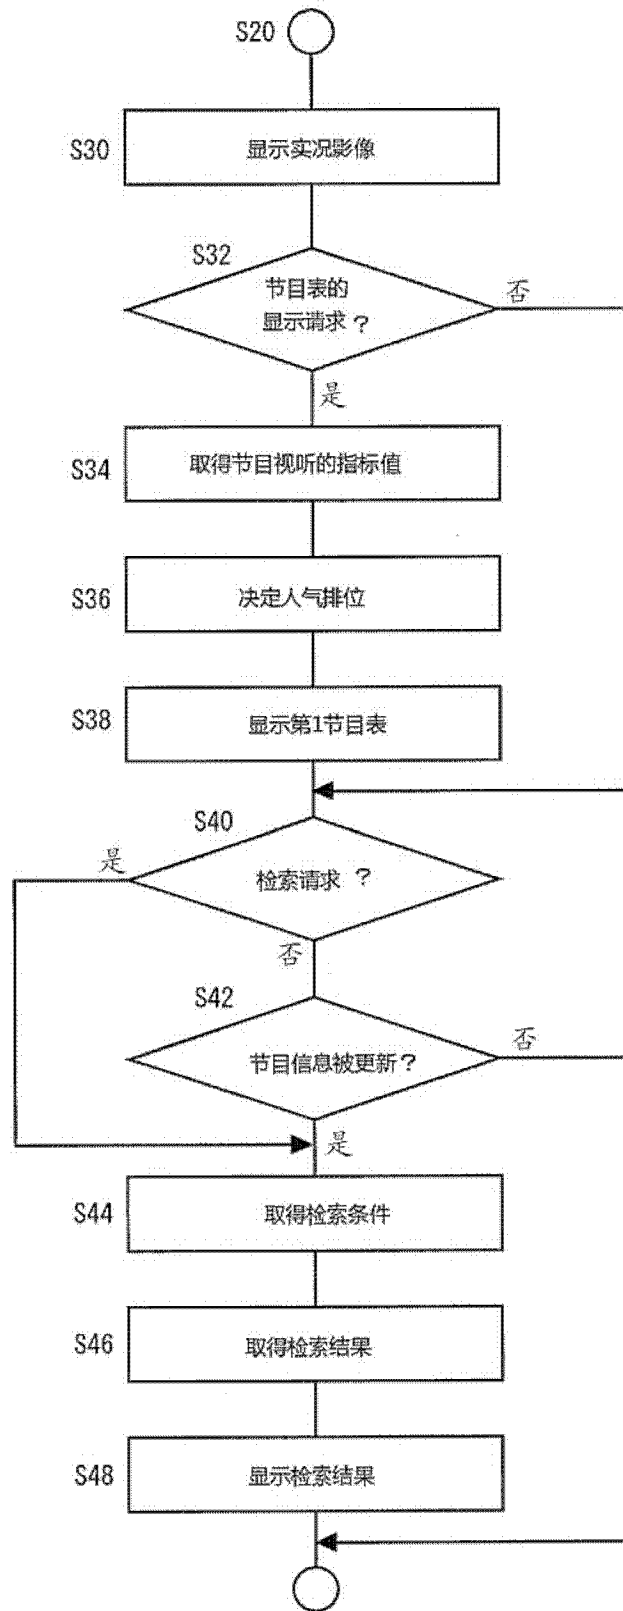 S20
S30
显示实况影像
S32
节目表的
显示请求？
否
是
S34
取得节目视听的指标值
S36
决定人气排位
S38
显示第1节目表
S40
是
检索请求 ？
否
S42
节目信息被更新？
否
是
S44
取得检索条件
S46
取得检索结果
S48
显示检索结果